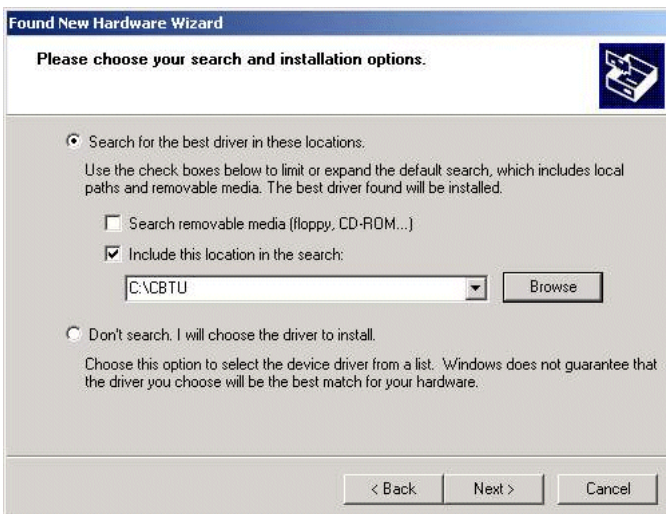 Found New Hardware Wizard
Please choose your search and installation options.
Search for the best driver in these locations.
Use the check boxes below to limit or expand the default search, which includes local
paths and removable media. The best driver found will be installed.
Search removable media (floppy, CD-ROM...)
Include this location in the search:
C:\CBTU
Browse
Don't search. I will choose the driver to install.
Choose this option to select the device driver from a list. Windows does not guarantee that
the driver you choose will be the best match for your hardware.
< Back Next > Cancel